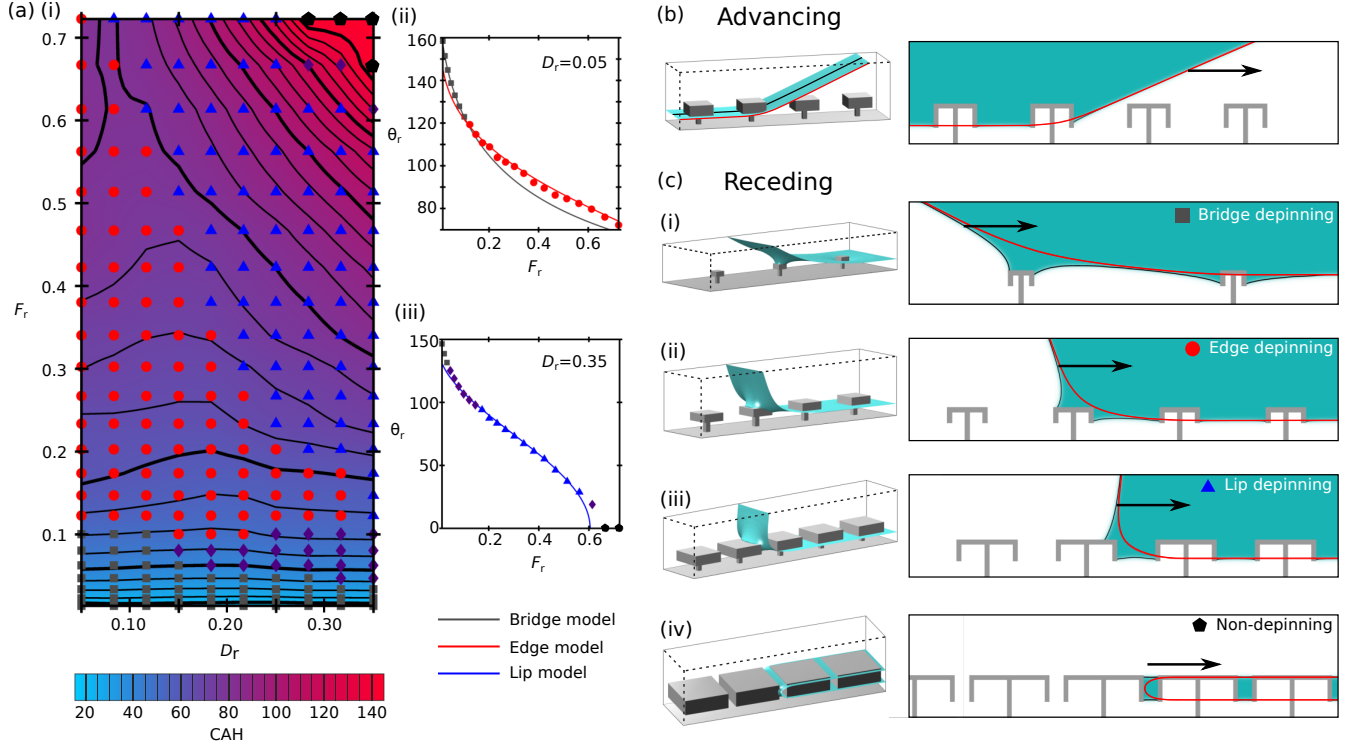 (a) (i)
0.7
0.6
0.5
0.4
F_r
0.3
0.2
0.1
0.10 0.20 0.30
D_r
20 40 60 80 100 120 140
CAH
(ii)
160
D_r=0.05
140
θ_r
120
100
80
0.2 0.4 0.6
F_r
(iii)
150
D_r=0.35
100
θ_r
50
0
0 0.2 0.4 0.6
F_r
Bridge model
Edge model
Lip model
(b) Advancing
(c) Receding
(i)
Bridge depinning
(ii)
Edge depinning
(iii)
Lip depinning
(iv)
Non-depinning